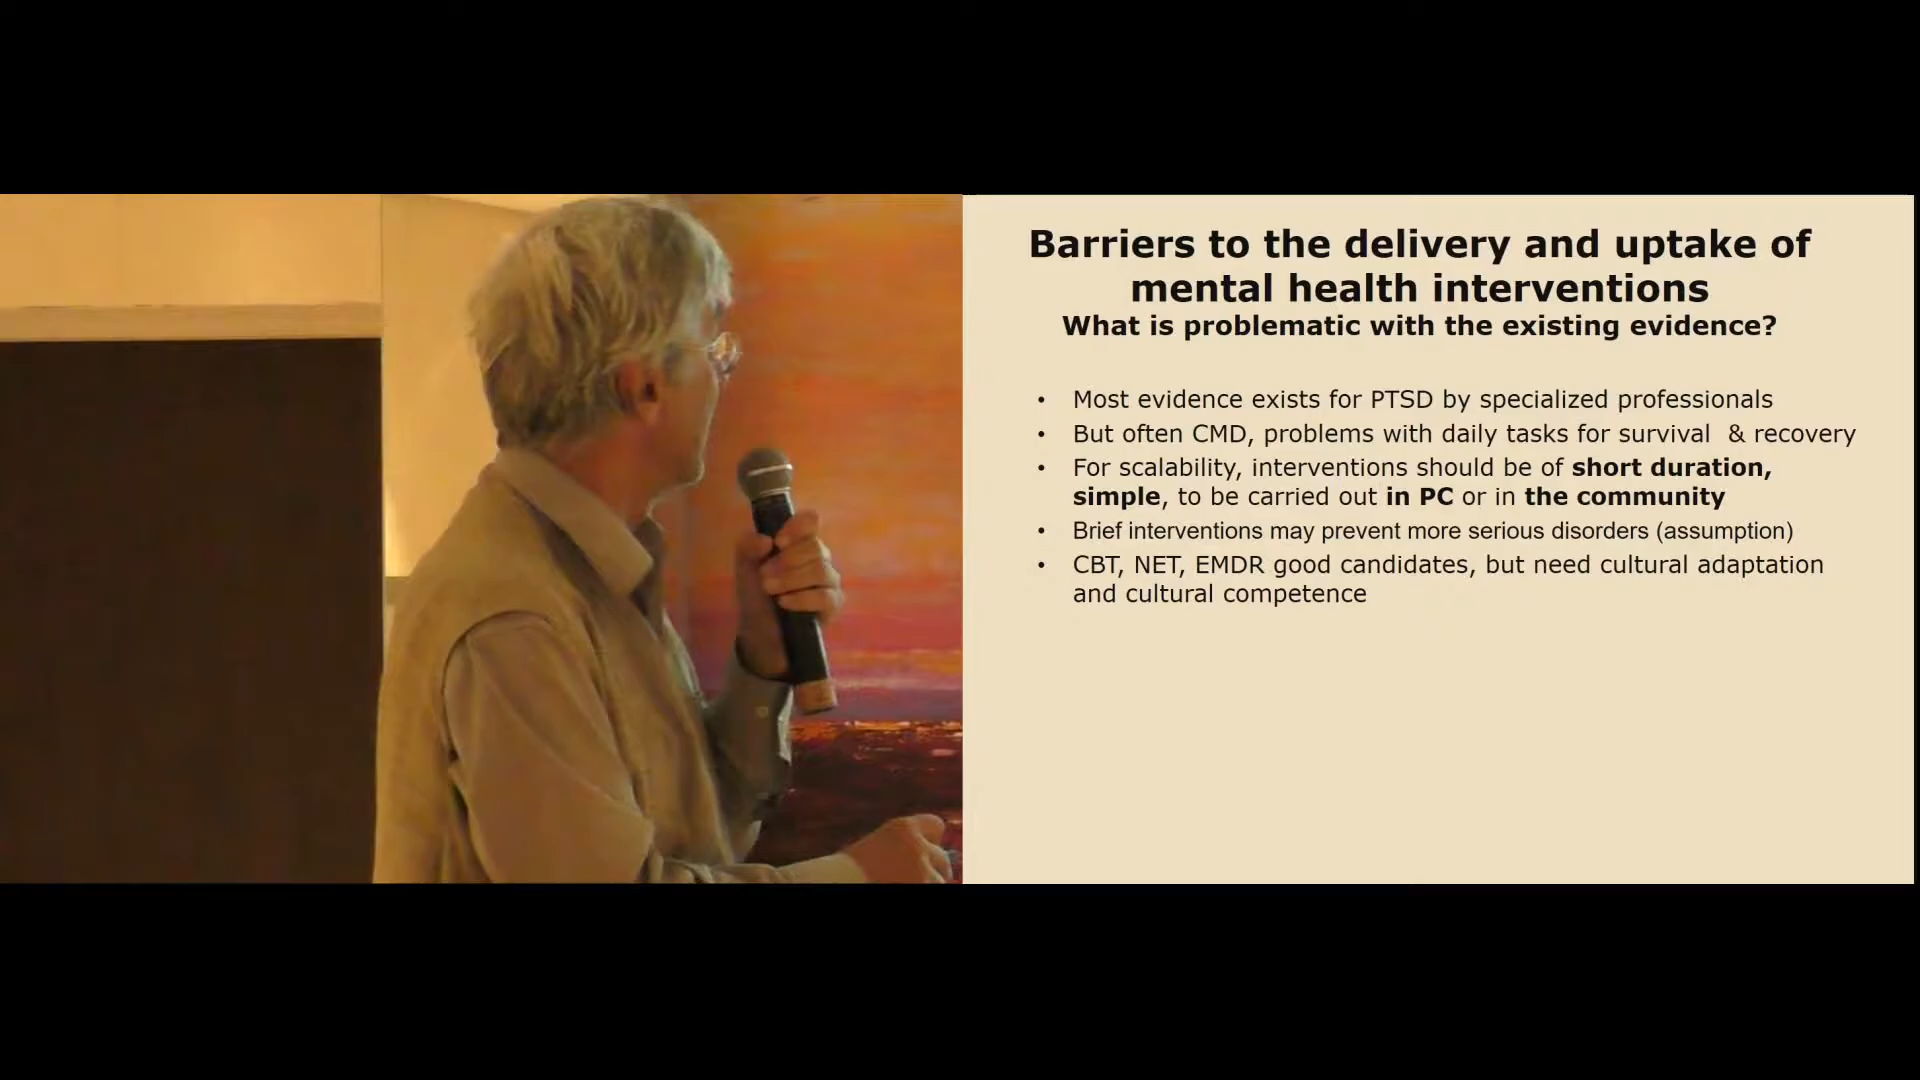 Barriers to the delivery and uptake of
mental health interventions
What is problematic with the existing evidence?
• Most evidence exists for PTSD by specialized professionals
• But often CMD, problems with daily tasks for survival & recovery
• For scalability, interventions should be of short duration,
simple, to be carried out in PC or in the community
• Brief interventions may prevent more serious disorders (assumption)
• CBT, NET, EMDR good candidates, but need cultural adaptation
and cultural competence